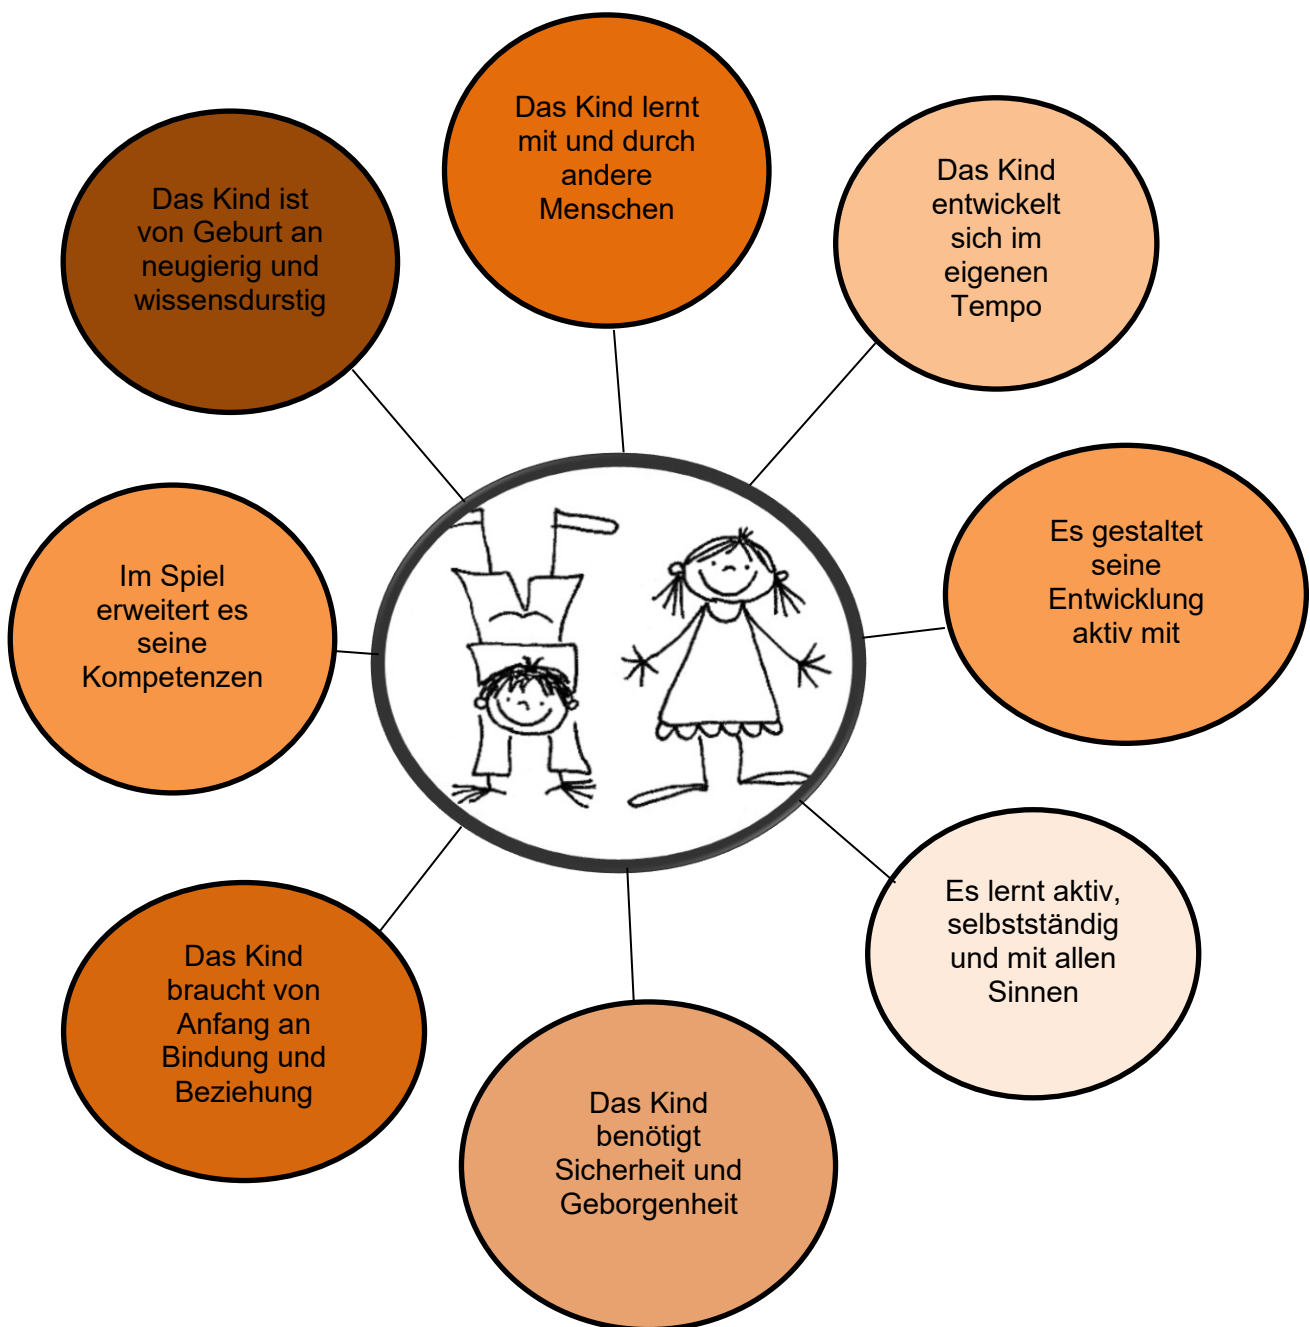 Das Kind lernt
mit und durch
andere
Menschen
Das Kind
entwickelt
sich im
eigenen
Tempo
Das Kind ist
von Geburt an
neugierig und
wissensdurstig
Es gestaltet
seine
Entwicklung
aktiv mit
Im Spiel
erweitert es
seine
Kompetenzen
Es lernt aktiv,
selbstständig
und mit allen
Sinnen
Das Kind
braucht von
Anfang an
Bindung und
Beziehung
Das Kind
benötigt
Sicherheit und
Geborgenheit